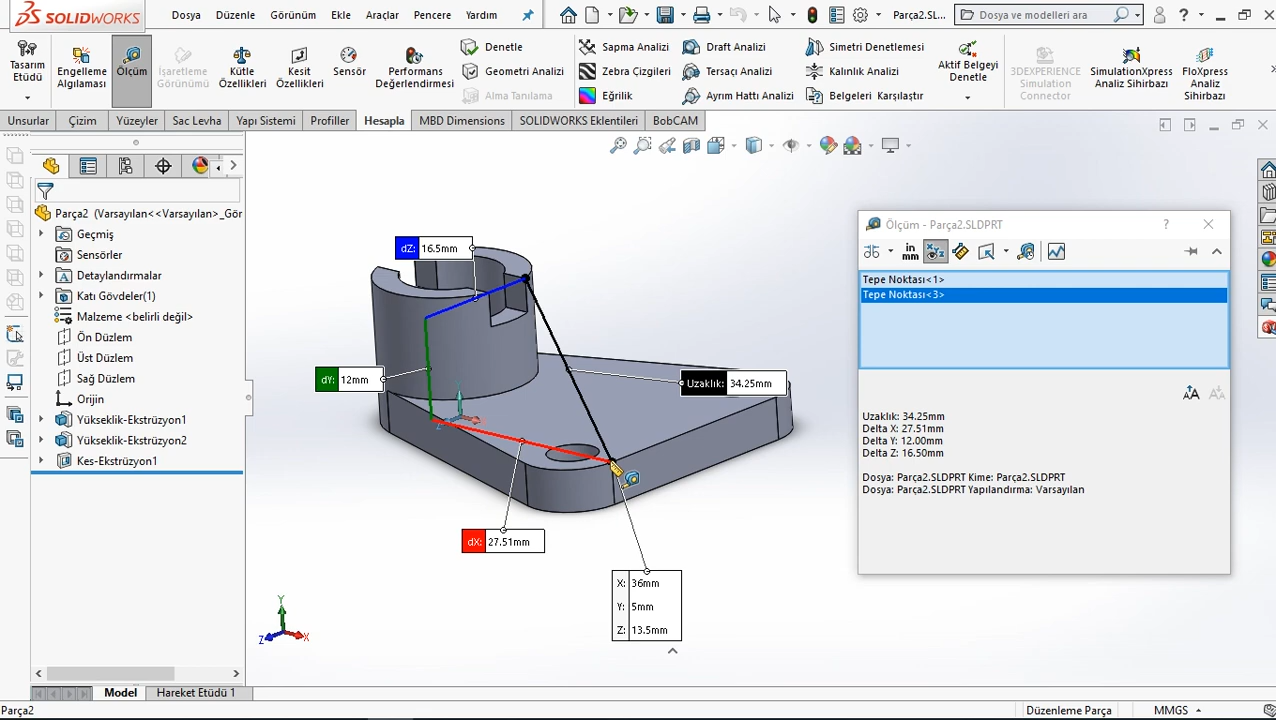 SOLIDWORKS
Dosya Düzenle Görünüm Ekle Araçlar Pencere Yardım
Parça2.SL...
Dosya ve modelleri ara
Tasarım Etüdü
Engelleme Algılaması
Ölçüm
İşaretleme Görünümü
Kütle Özellikleri
Kesit Özellikleri
Sensör
Performans Değerlendirmesi
Denetle
Geometri Analizi
Alma Tanılama
Sapma Analizi
Zebra Çizgileri
Eğrilik
Draft Analizi
Tersaçı Analizi
Ayrım Hattı Analizi
Simetri Denetlemesi
Kalınlık Analizi
Belgeleri Karşılaştır
Aktif Belgeyi Denetle
3DEXPERIENCE Simulation Connector
SimulationXpress Analiz Sihirbazı
FloXpress Analiz Sihirbazı
Unsurlar Çizim Yüzeyler Sac Levha Yapı Sistemi Profiller Hesapla MBD Dimensions SOLIDWORKS Eklentileri BobCAM
Parça2 (Varsayılan<<Varsayılan>_Gör
Geçmiş
Sensörler
Detaylandırmalar
Katı Gövdeler(1)
Malzeme <belirli değil>
Ön Düzlem
Üst Düzlem
Sağ Düzlem
Orijin
Yükseklik-Ekstrüzyon1
Yükseklik-Ekstrüzyon2
Kes-Ekstrüzyon1
dZ: 16.5mm
dY: 12mm
Uzaklık: 34.25mm
dX: 27.51mm
X: 36mm
Y: 5mm
Z: 13.5mm
Y
Z
X
Ölçüm - Parça2.SLDPRT
in
mm
Tepe Noktası<1>
Tepe Noktası<3>
Uzaklık: 34.25mm
Delta X: 27.51mm
Delta Y: 12.00mm
Delta Z: 16.50mm
Dosya: Parça2.SLDPRT Kime: Parça2.SLDPRT
Dosya: Parça2.SLDPRT Yapılandırma: Varsayılan
Model Hareket Etüdü 1
Parça2
Düzenleme Parça
MMGS